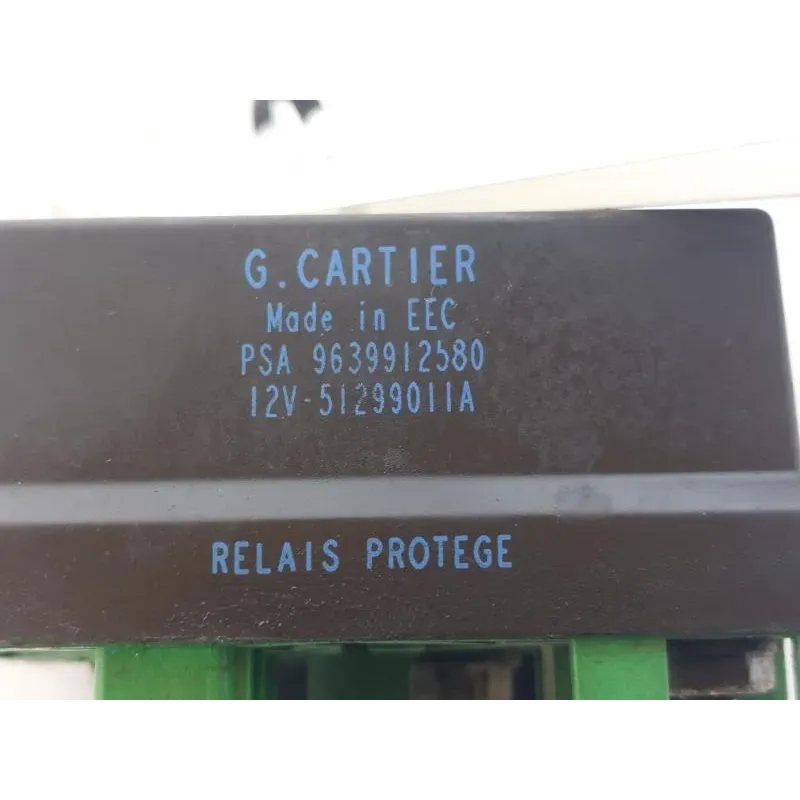 G.CARTIER
Made in EEC
PSA 9639912580
12V-51299011A
RELAIS PROTEGE